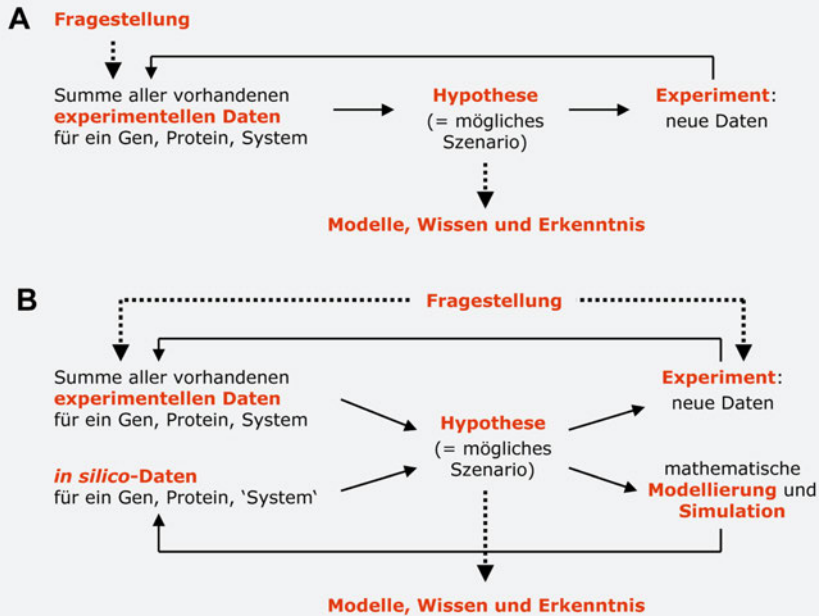 A
Fragestellung
Summe aller vorhandenen
experimentellen Daten
für ein Gen, Protein, System
Hypothese
(= mögliches
Szenario)
Experiment:
neue Daten
Modelle, Wissen und Erkenntnis
B
Fragestellung
Summe aller vorhandenen
experimentellen Daten
für ein Gen, Protein, System
in silico-Daten
für ein Gen, Protein, ‘System‘
Hypothese
(= mögliches
Szenario)
Experiment:
neue Daten
mathematische
Modellierung und
Simulation
Modelle, Wissen und Erkenntnis